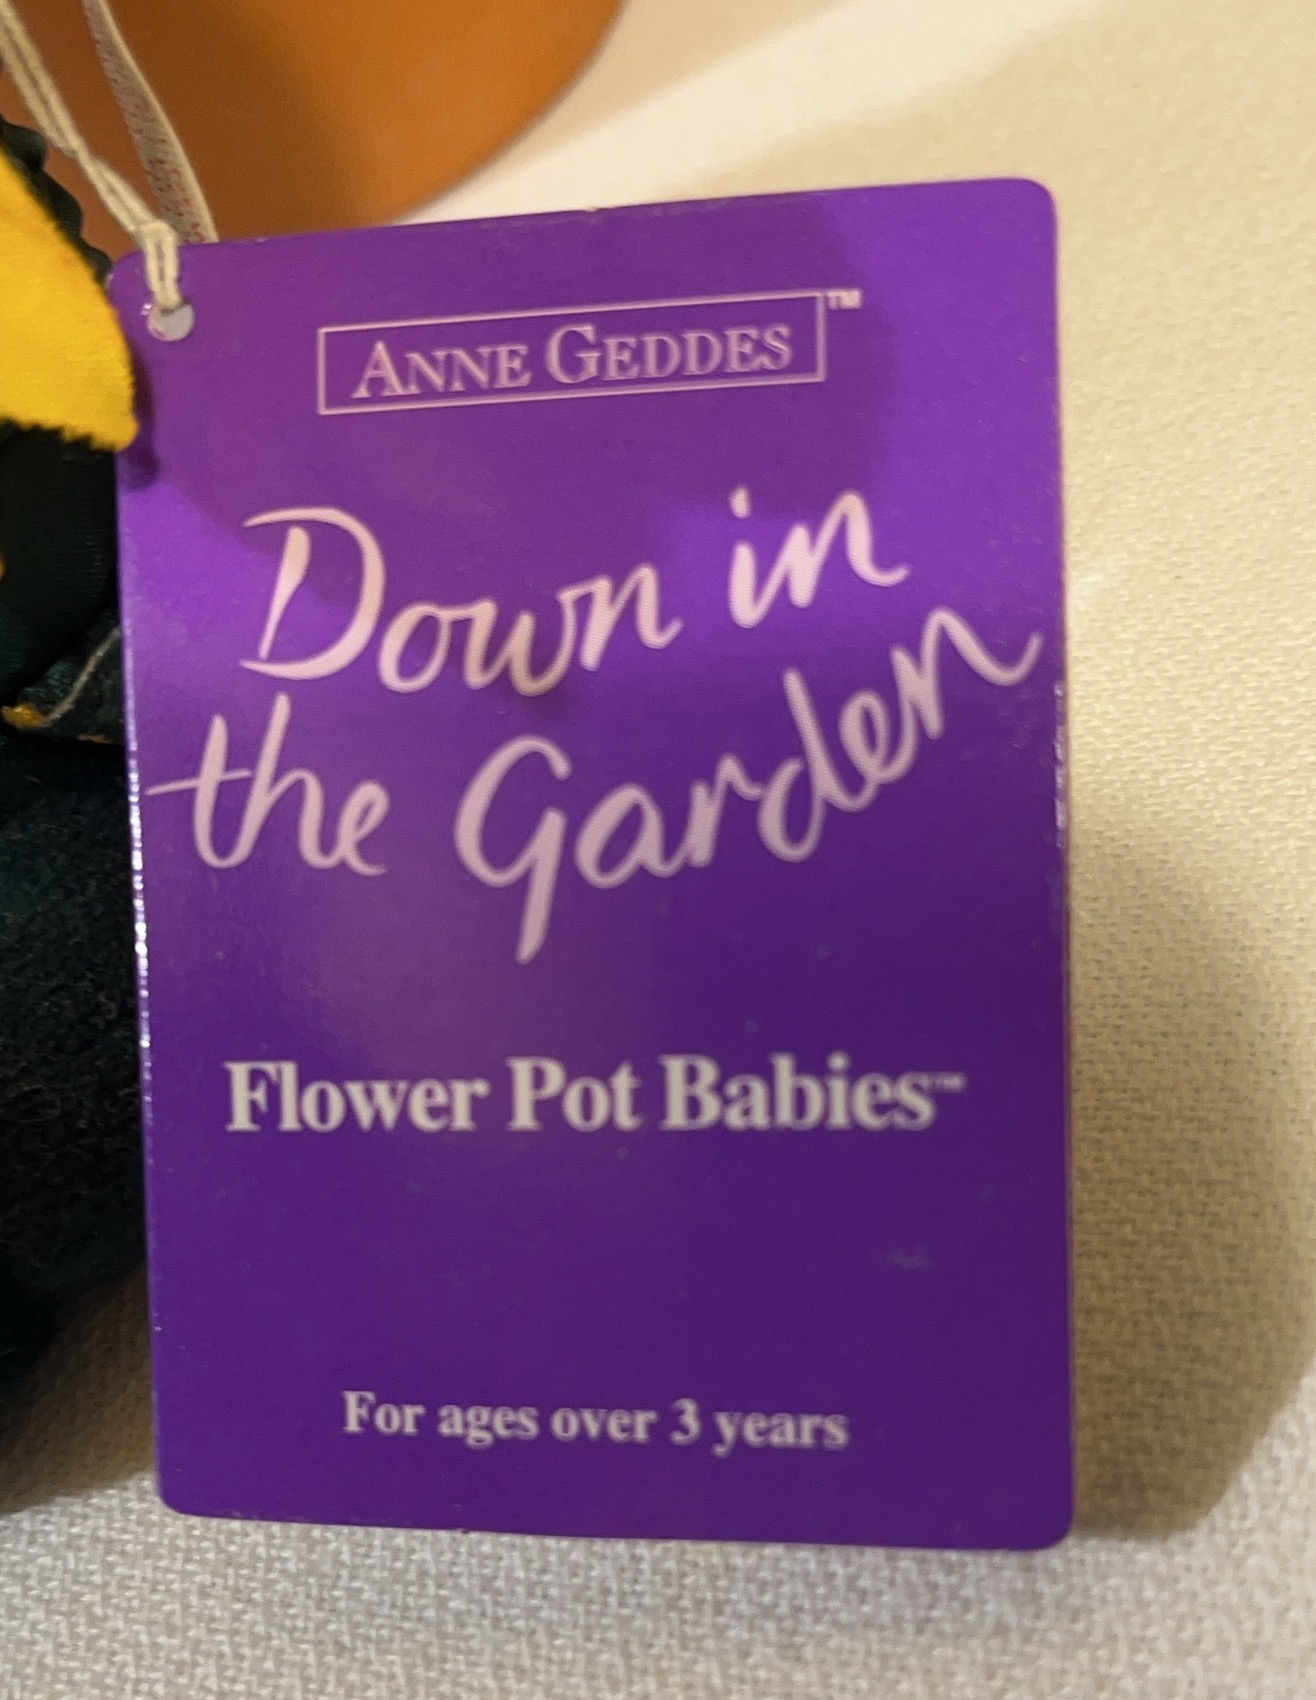 ANNE GEDDES™
Down in
the Garden
Flower Pot Babies™
For ages over 3 years